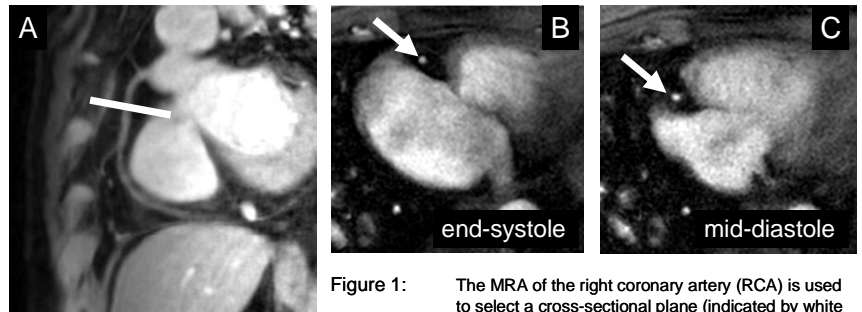 A
B
C
end-systole
mid-diastole
Figure 1: The MRA of the right coronary artery (RCA) is used
to select a cross-sectional plane (indicated by white